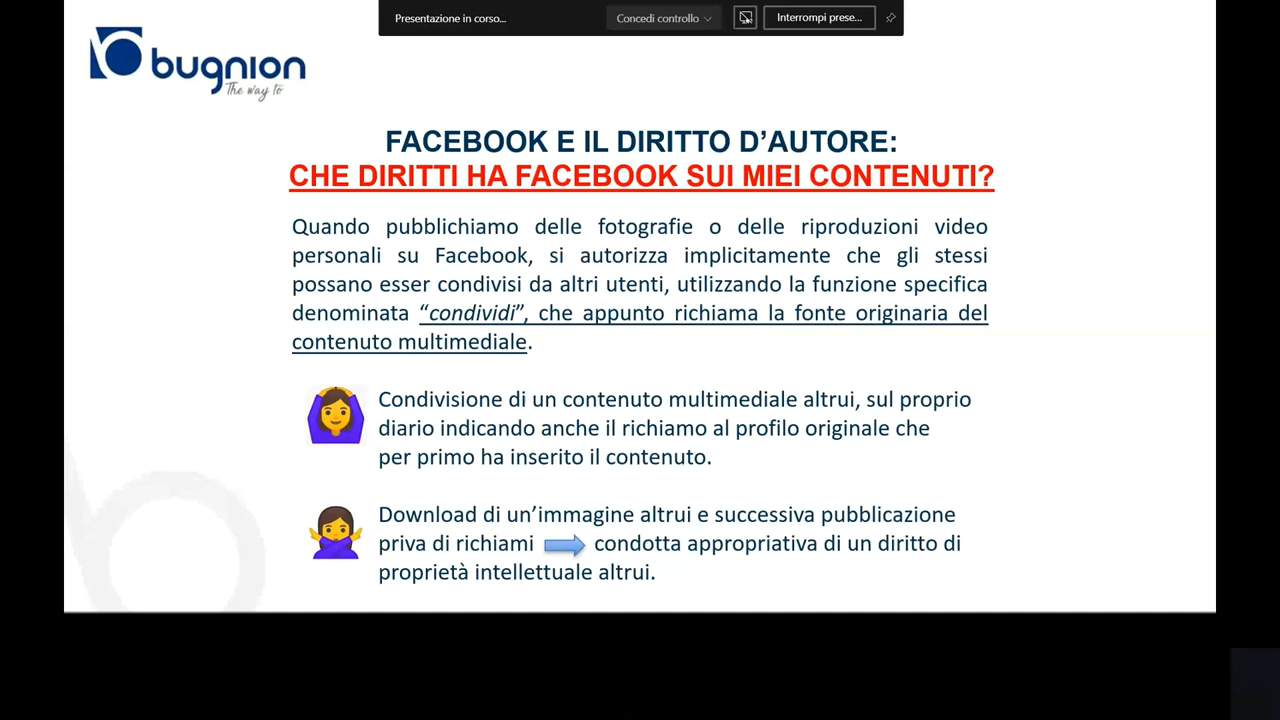 Presentazione in corso...
Concedi controllo
Interrompi prese...
bugnion
The way to
FACEBOOK E IL DIRITTO D’AUTORE:
CHE DIRITTI HA FACEBOOK SUI MIEI CONTENUTI?
Quando pubblichiamo delle fotografie o delle riproduzioni video
personali su Facebook, si autorizza implicitamente che gli stessi
possano esser condivisi da altri utenti, utilizzando la funzione specifica
denominata “condividi”, che appunto richiama la fonte originaria del
contenuto multimediale.
Condivisione di un contenuto multimediale altrui, sul proprio
diario indicando anche il richiamo al profilo originale che
per primo ha inserito il contenuto.
Download di un’immagine altrui e successiva pubblicazione
priva di richiami condotta appropriativa di un diritto di
proprietà intellettuale altrui.